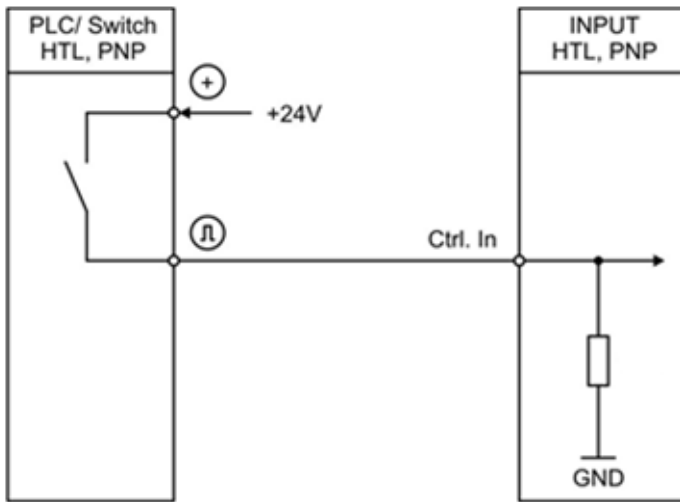 PLC/ Switch
HTL, PNP
INPUT
HTL, PNP
+
+24V
Ctrl. In
GND